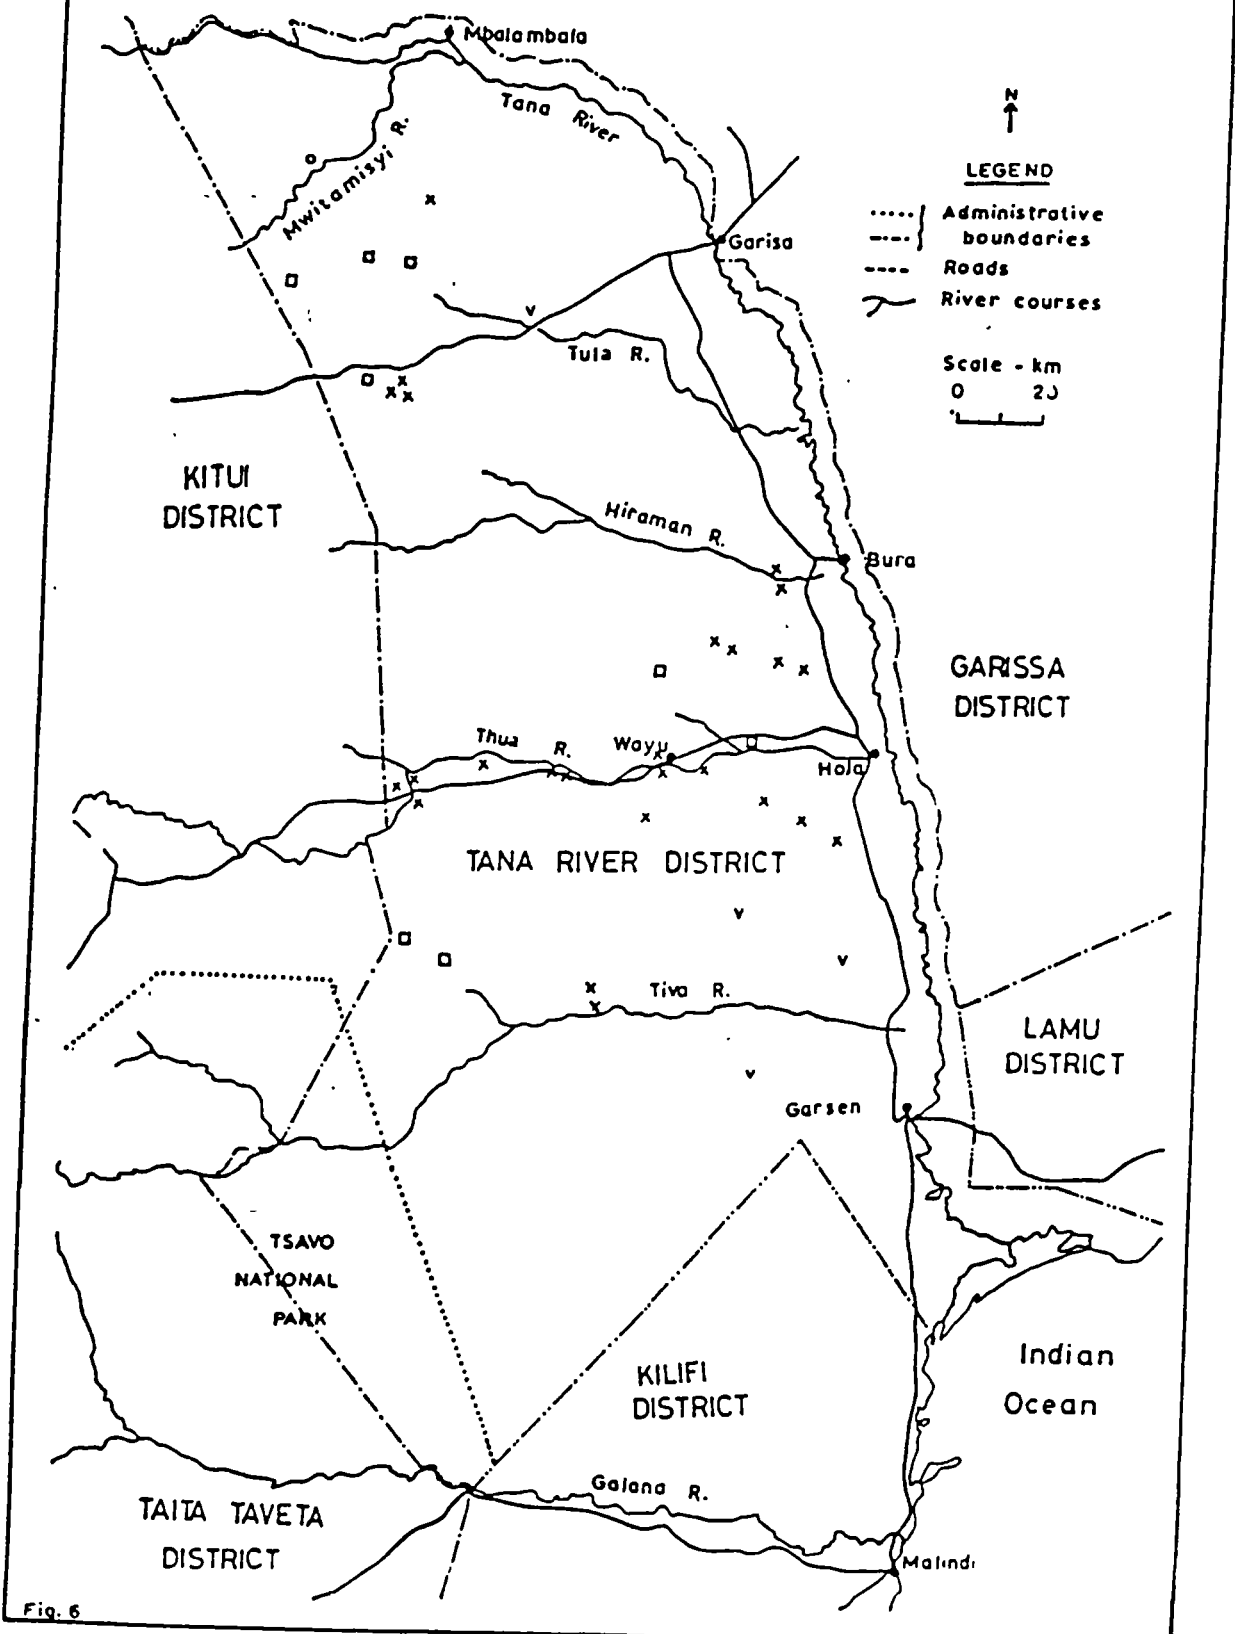 Mbalambala
Tana River
N
LEGEND
Administrative
boundaries
Roads
River courses
Scale - km
0 20
Mwitamisyi R.
Garisa
Tula R.
KITUI
DISTRICT
Hiraman R.
Bura
GARISSA
DISTRICT
Thua R.
Wayu
Hola
TANA RIVER DISTRICT
Tiva R.
LAMU
DISTRICT
Garsen
TSAVO
NATIONAL
PARK
KILIFI
DISTRICT
Indian
Ocean
Galana R.
TAITA TAVETA
DISTRICT
Malindi
Fig. 6